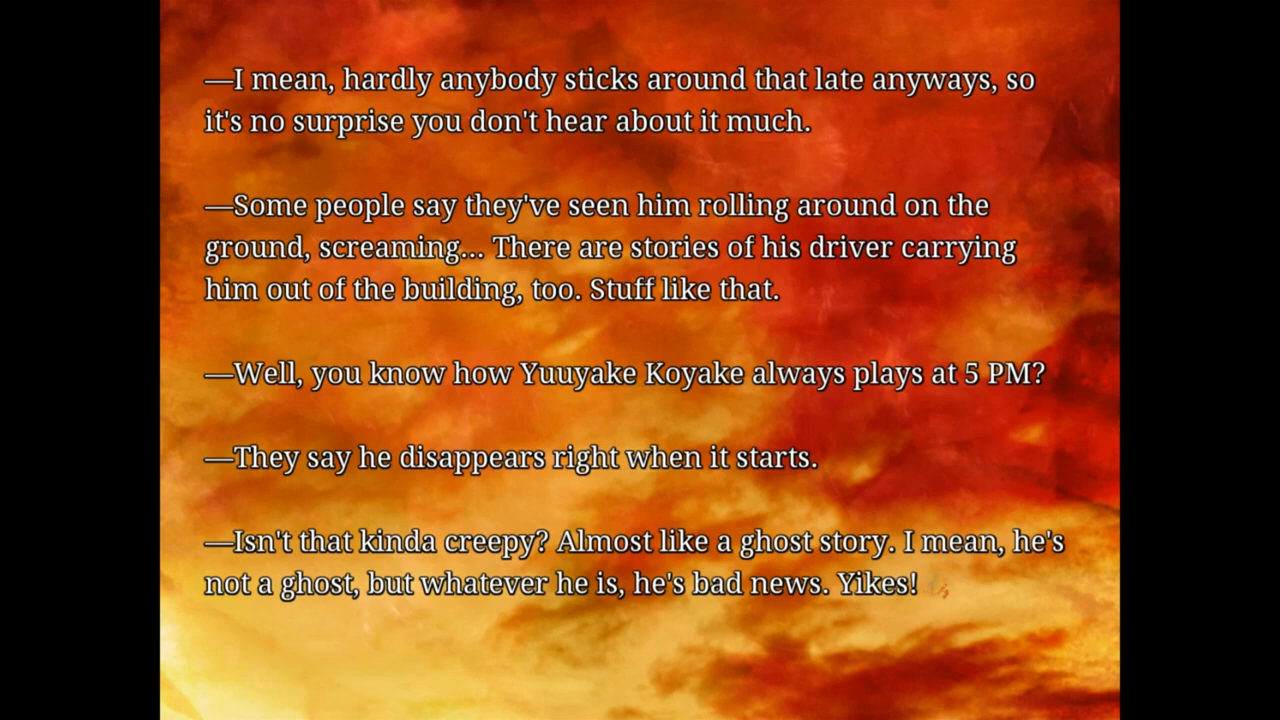 —I mean, hardly anybody sticks around that late anyways, so
it's no surprise you don't hear about it much.
—Some people say they've seen him rolling around on the
ground, screaming... There are stories of his driver carrying
him out of the building, too. Stuff like that.
—Well, you know how Yuuyake Koyake always plays at 5 PM?
—They say he disappears right when it starts.
—Isn't that kinda creepy? Almost like a ghost story. I mean, he's
not a ghost, but whatever he is, he's bad news. Yikes!